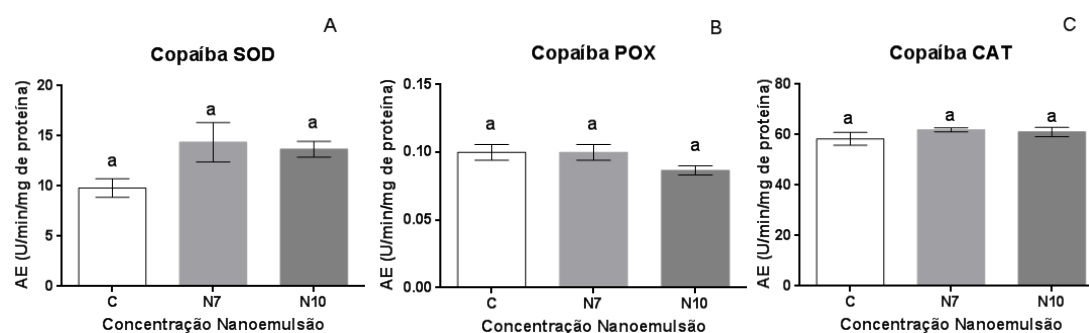 A
Copaíba SOD
AE (U/min/mg de proteína)
20
15
10
5
0
a
a
a
C
N7
N10
Concentração Nanoemulsão
B
Copaíba POX
AE (U/min/mg de proteína)
0.15
0.10
0.05
0.00
a
a
a
C
N7
N10
Concentração Nanoemulsão
C
Copaíba CAT
AE (U/min/mg de proteína)
80
60
40
20
0
a
a
a
C
N7
N10
Concentração Nanoemulsão